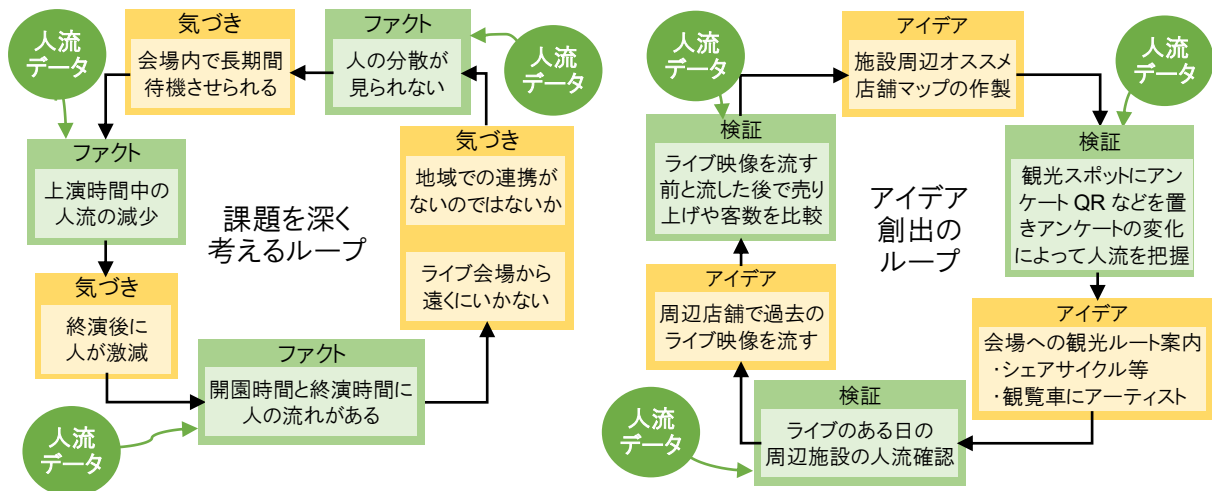 人流
データ
気づき
会場内で長期間
待機させられる
ファクト
人の分散が
見られない
人流
データ
ファクト
上演時間中の
人流の減少
課題を深く
考えるループ
気づき
地域での連携が
ないのではないか
ライブ会場から
遠くにいかない
気づき
終演後に
人が激減
ファクト
開園時間と終演時間に
人の流れがある
人流
データ
人流
データ
アイデア
施設周辺オススメ
店舗マップの作製
人流
データ
検証
ライブ映像を流す
前と流した後で売り
上げや客数を比較
アイデア
創出の
ループ
検証
観光スポットにアン
ケート QR などを置
きアンケートの変化
によって人流を把握
アイデア
周辺店舗で過去の
ライブ映像を流す
アイデア
会場への観光ルート案内
・シェアサイクル等
・観覧車にアーティスト
検証
ライブのある日の
周辺施設の人流確認
人流
データ